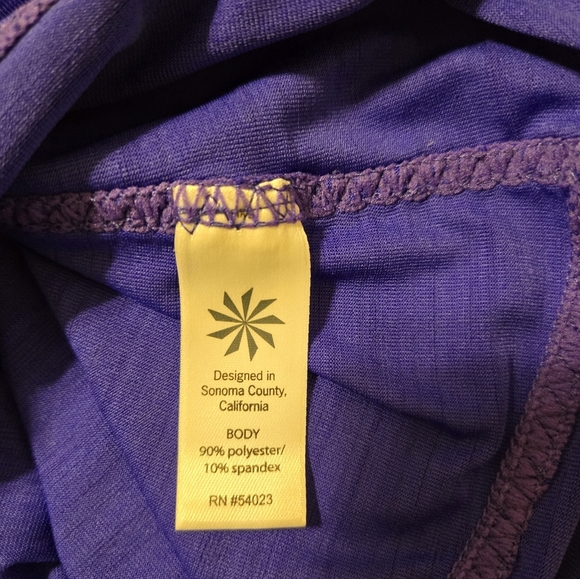 Designed in
Sonoma County,
California
BODY
90% polyester/
10% spandex
RN #54023